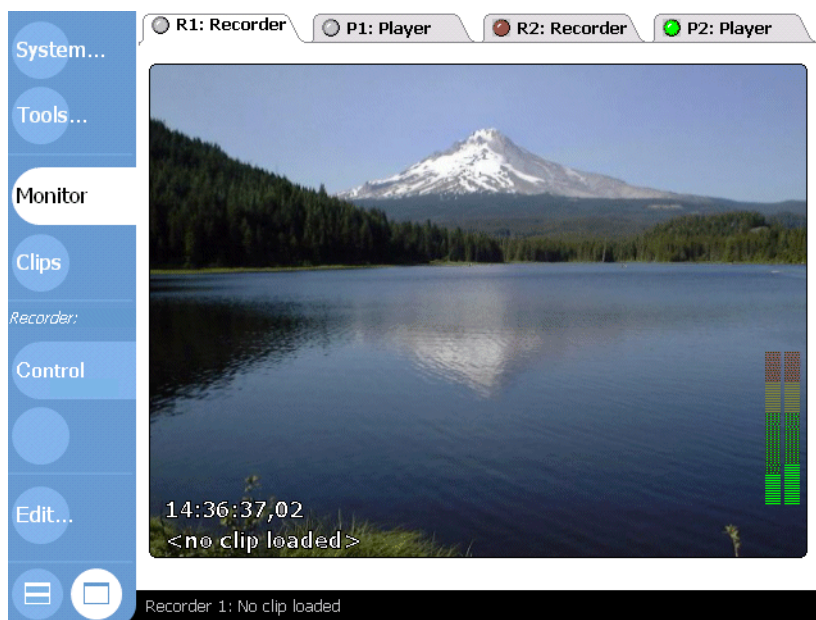 System...
Tools...
Monitor
Clips
Recorder:
Control
Edit...
R1: Recorder
P1: Player
R2: Recorder
P2: Player
14:36:37,02
<no clip loaded>
Recorder 1: No clip loaded